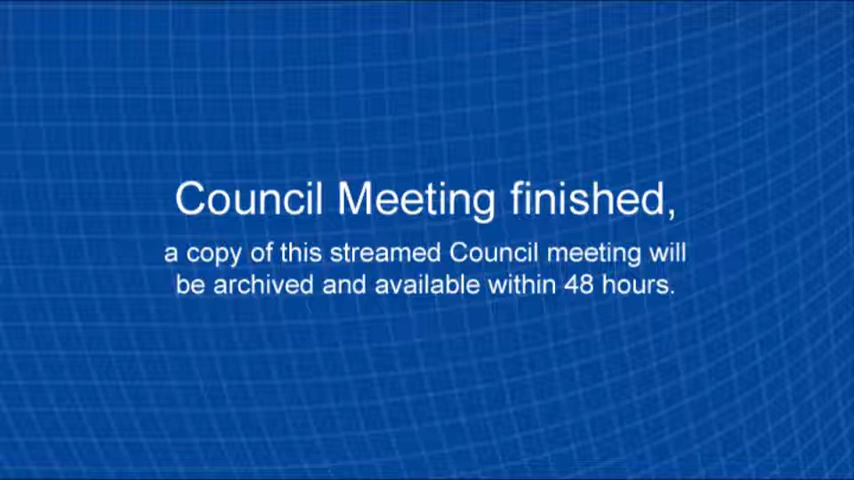 Council Meeting finished,
a copy of this streamed Council meeting will
be archived and available within 48 hours.